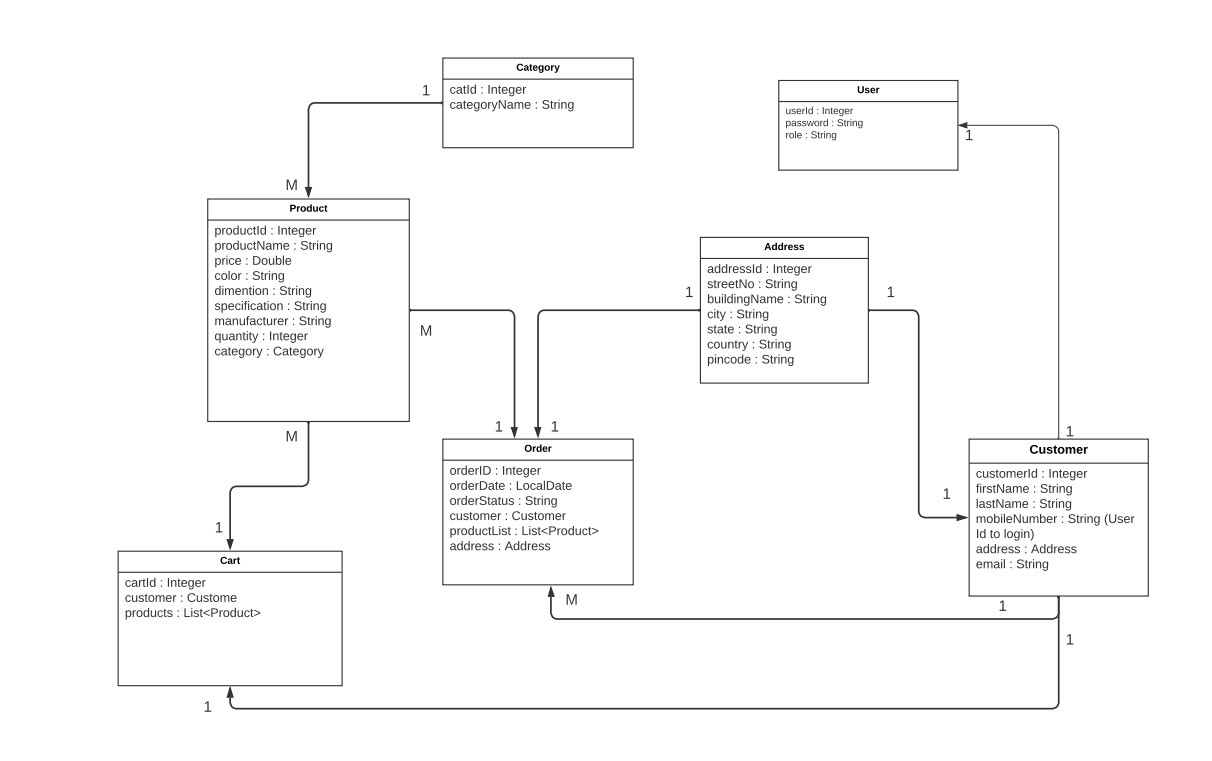 Category
catId : Integer
categoryName : String
1
M
User
userId : Integer
password : String
role : String
1
Product
productId : Integer
productName : String
price : Double
color : String
dimention : String
specification : String
manufacturer : String
quantity : Integer
category : Category
M
M
Address
addressId : Integer
streetNo : String
buildingName : String
city : String
state : String
country : String
pincode : String
1
1
1
1
Order
orderID : Integer
orderDate : LocalDate
orderStatus : String
customer : Customer
productList : List<Product>
address : Address
M
1
Customer
customerId : Integer
firstName : String
lastName : String
mobileNumber : String (User
Id to login)
address : Address
email : String
1
1
1
1
Cart
cartId : Integer
customer : Custome
products : List<Product>
1